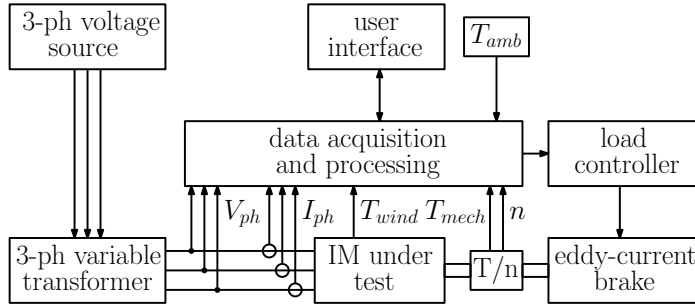 3-ph voltage
source
user
interface
T_amb
data acquisition
and processing
load
controller
V_ph
I_ph
T_wind
T_mech
n
3-ph variable
transformer
IM under
test
T/n
eddy-current
brake